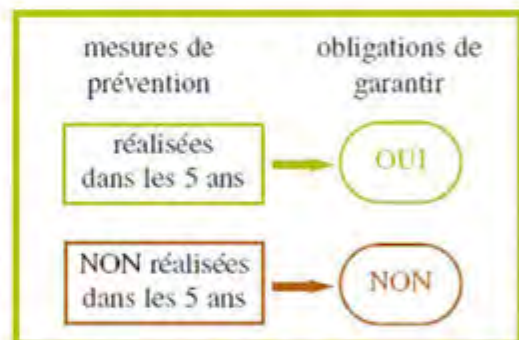 mesures de
prévention
obligations de
garantir
réalisées
dans les 5 ans
OUI
NON réalisées
dans les 5 ans
NON